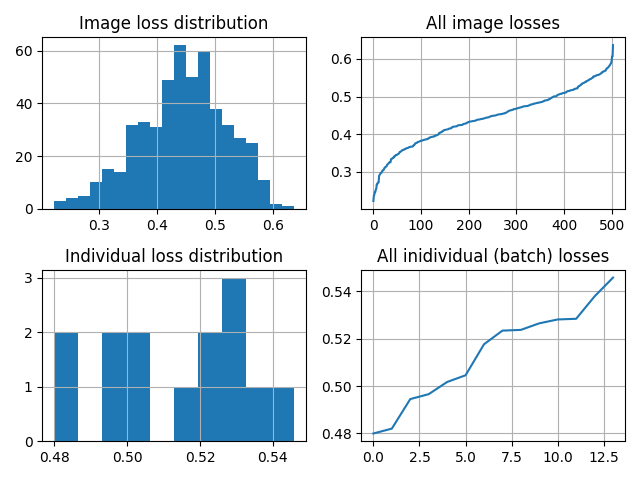 Image loss distribution
60
40
20
0
0.3 0.4 0.5 0.6
All image losses
0.6
0.5
0.4
0.3
0 100 200 300 400 500
Individual loss distribution
3
2
1
0
0.48 0.50 0.52 0.54
All inidividual (batch) losses
0.54
0.52
0.50
0.48
0.0 2.5 5.0 7.5 10.0 12.5